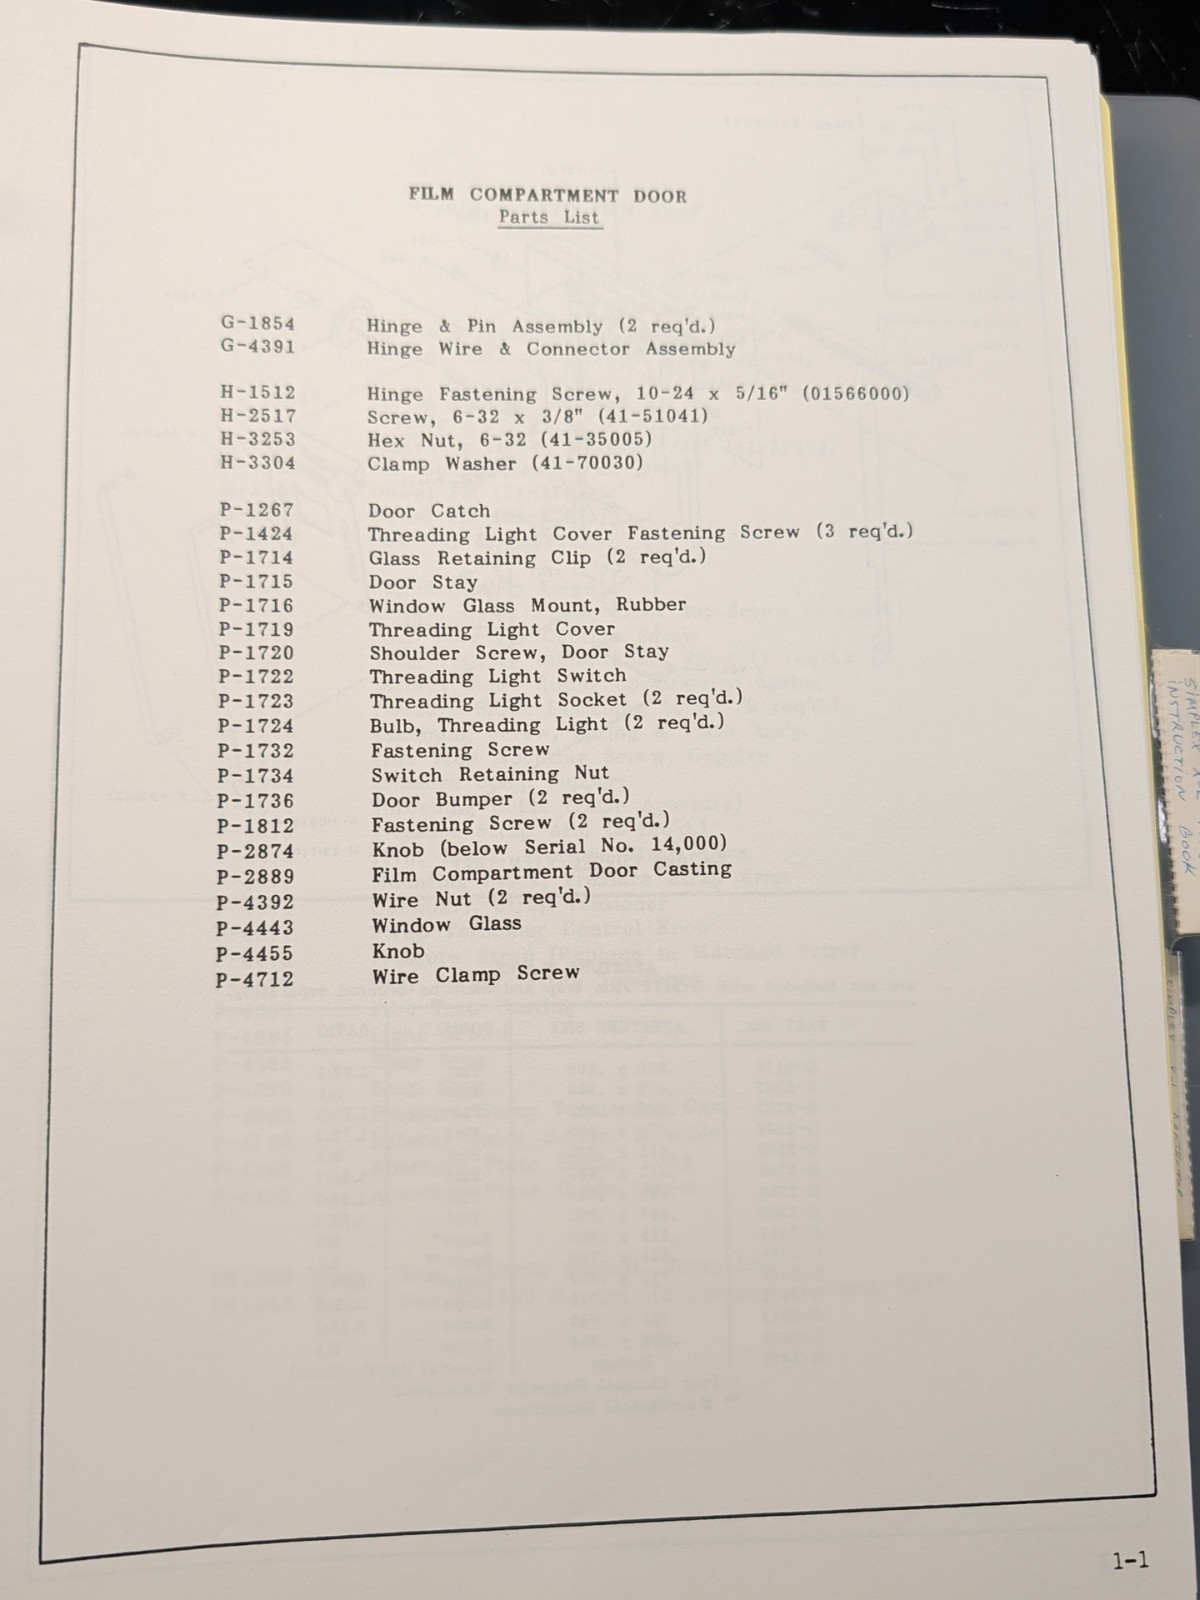 FILM COMPARTMENT DOOR
Parts List
G-1854 Hinge & Pin Assembly (2 req'd.)
G-4391 Hinge Wire & Connector Assembly
H-1512 Hinge Fastening Screw, 10-24 x 5/16" (01566000)
H-2517 Screw, 6-32 x 3/8" (41-51041)
H-3253 Hex Nut, 6-32 (41-35005)
H-3304 Clamp Washer (41-70030)
P-1267 Door Catch
P-1424 Threading Light Cover Fastening Screw (3 req'd.)
P-1714 Glass Retaining Clip (2 req'd.)
P-1715 Door Stay
P-1716 Window Glass Mount, Rubber
P-1719 Threading Light Cover
P-1720 Shoulder Screw, Door Stay
P-1722 Threading Light Switch
P-1723 Threading Light Socket (2 req'd.)
P-1724 Bulb, Threading Light (2 req'd.)
P-1732 Fastening Screw
P-1734 Switch Retaining Nut
P-1736 Door Bumper (2 req'd.)
P-1812 Fastening Screw (2 req'd.)
P-2874 Knob (below Serial No. 14,000)
P-2889 Film Compartment Door Casting
P-4392 Wire Nut (2 req'd.)
P-4443 Window Glass
P-4455 Knob
P-4712 Wire Clamp Screw
1-1
SIMPLEX
INSTRUCTION BOOK